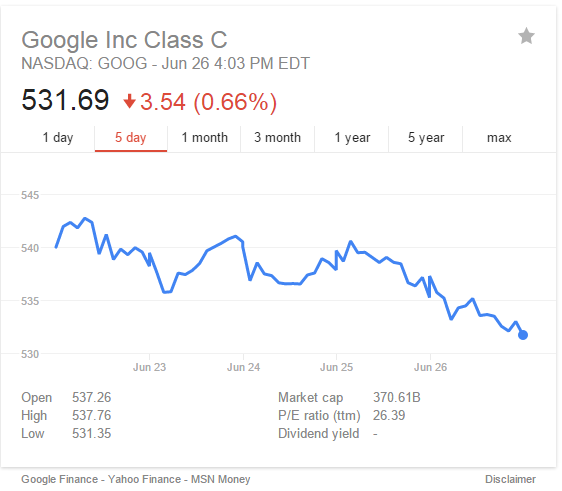 Google Inc Class C
NASDAQ: GOOG - Jun 26 4:03 PM EDT
531.69 3.54 (0.66%)
1 day 5 day 1 month 3 month 1 year 5 year max
545
540
535
530
Jun 23 Jun 24 Jun 25 Jun 26
Open 537.26 Market cap 370.61B
High 537.76 P/E ratio (ttm) 26.39
Low 531.35 Dividend yield -
Google Finance - Yahoo Finance - MSN Money Disclaimer